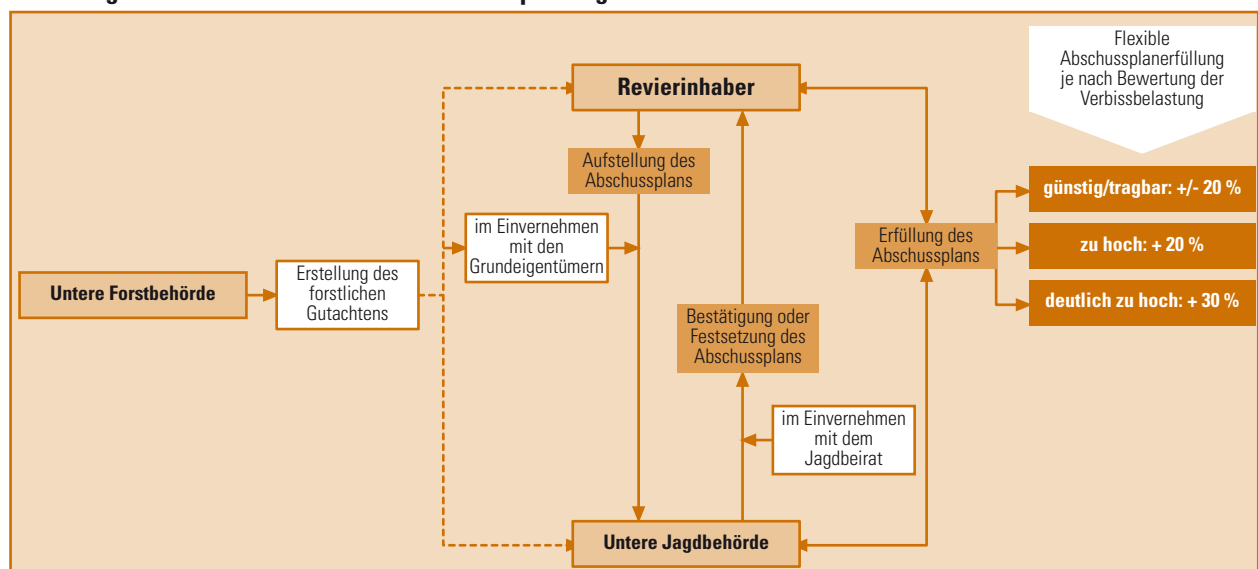 Flexible
Abschussplanerfüllung
je nach Bewertung der
Verbissbelastung
Revierinhaber
Aufstellung des
Abschussplans
günstig/tragbar: +/- 20 %
im Einvernehmen
mit den
Grundeigentümern
Erfüllung des
Abschussplans
zu hoch: + 20 %
Untere Forstbehörde
Erstellung des
forstlichen
Gutachtens
deutlich zu hoch: + 30 %
Bestätigung oder
Festsetzung des
Abschussplans
im Einvernehmen
mit dem
Jagdbeirat
Untere Jagdbehörde